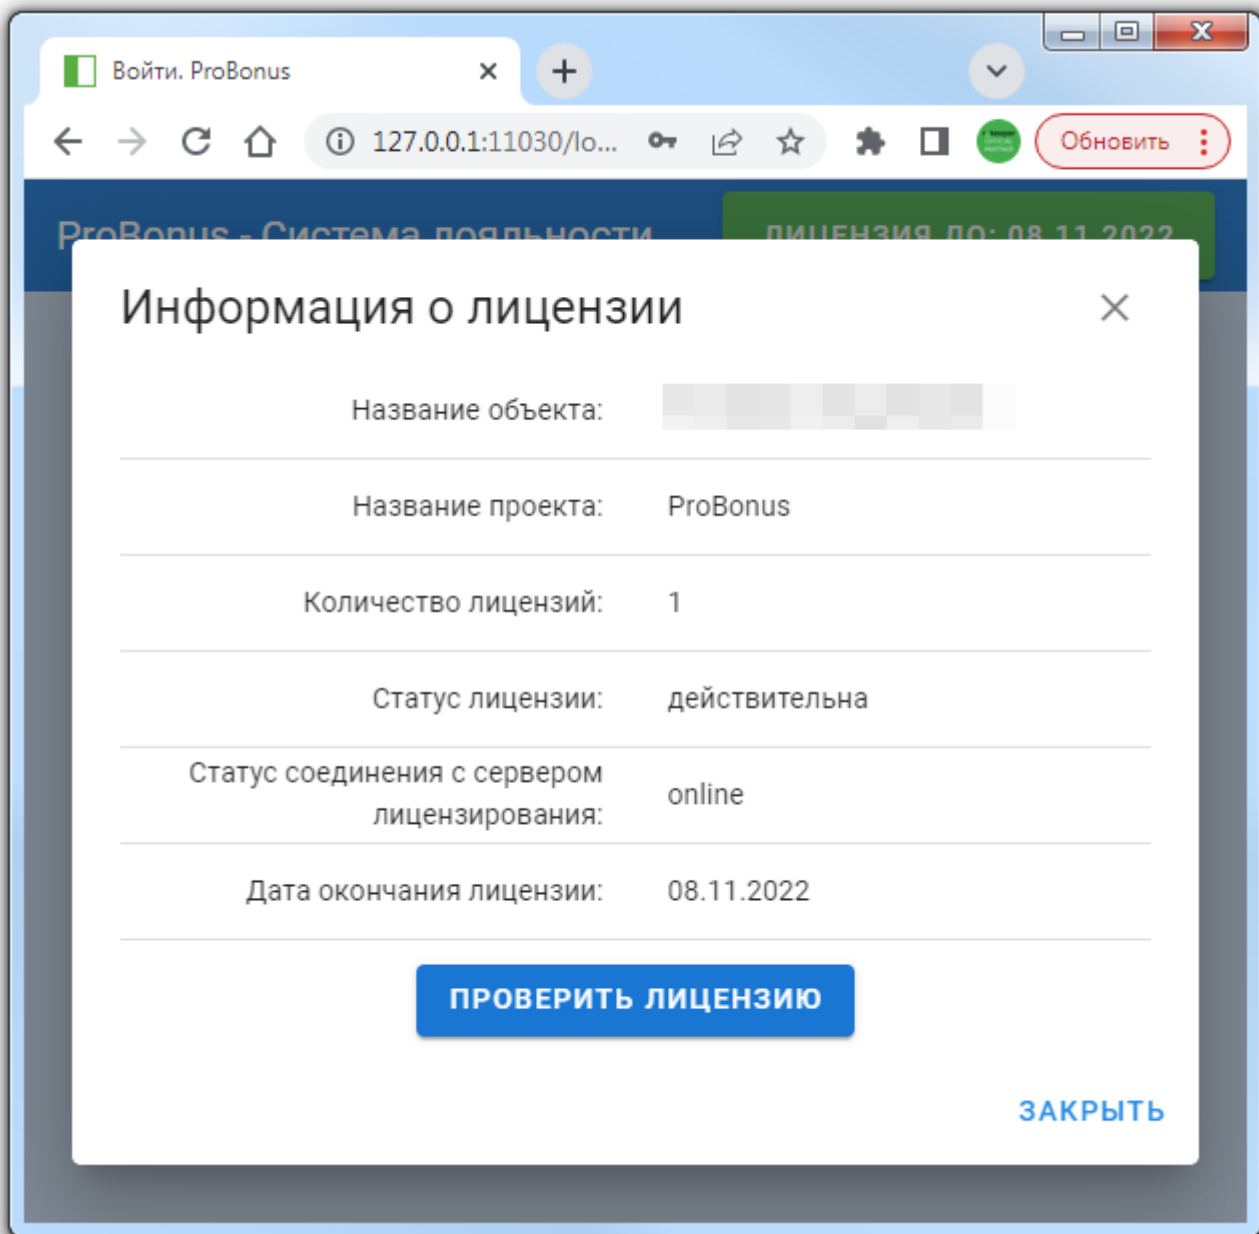 Войти. ProBonus
127.0.0.1:11030/lo...
Обновить
ProBonus - Система лояльности
ЛИЦЕНЗИЯ ДО: 08.11.2022
Информация о лицензии
Название объекта:
Название проекта: ProBonus
Количество лицензий: 1
Статус лицензии: действительна
Статус соединения с сервером
лицензирования: online
Дата окончания лицензии: 08.11.2022
ПРОВЕРИТЬ ЛИЦЕНЗИЮ
ЗАКРЫТЬ